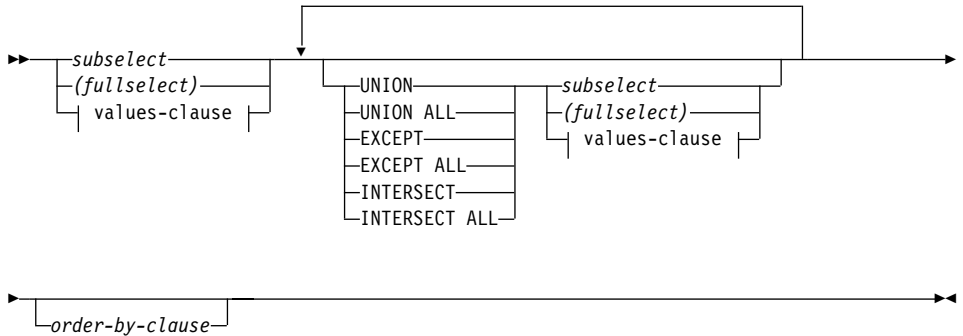 subselect
(fullselect)
values-clause
UNION
UNION ALL
EXCEPT
EXCEPT ALL
INTERSECT
INTERSECT ALL
subselect
(fullselect)
values-clause
order-by-clause